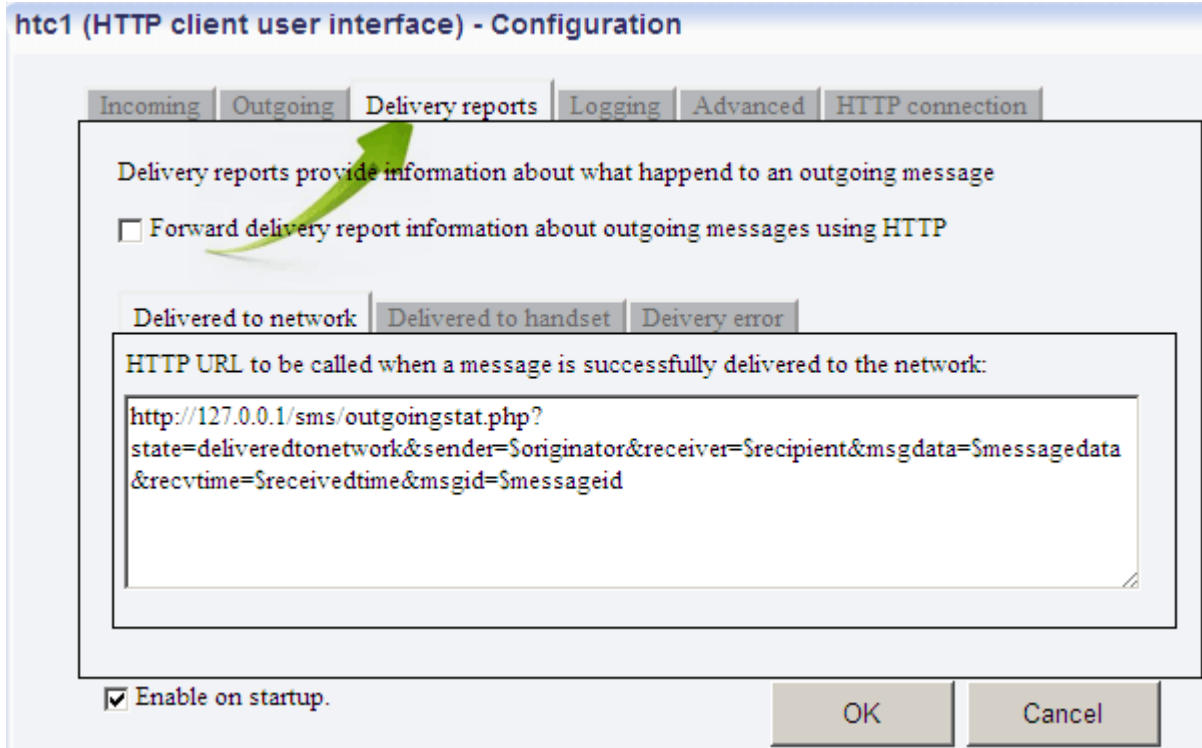 htc1 (HTTP client user interface) - Configuration
Incoming Outgoing Delivery reports Logging Advanced HTTP connection
Delivery reports provide information about what happend to an outgoing message
Forward delivery report information about outgoing messages using HTTP
Delivered to network Delivered to handset Deivery error
HTTP URL to be called when a message is successfully delivered to the network:
http://127.0.0.1/sms/outgoingstat.php?
state=deliveredtonetwork&sender=$originator&receiver=$recipient&msgdata=$messagedata
&recvtime=$receivedtime&msgid=$messageid
Enable on startup.
OK Cancel